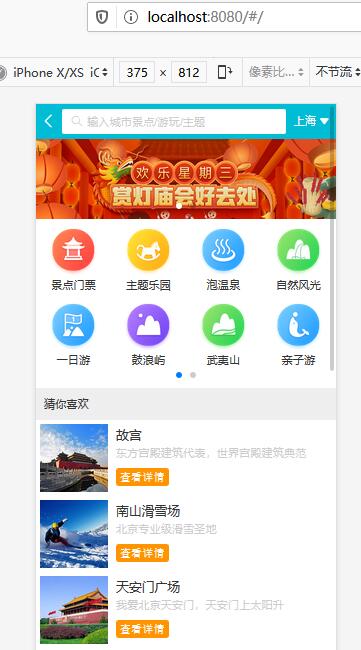 localhost:8080/#/
iPhone X/XS iC 375 × 812 像素比... 不节流
输入城市景点/游玩/主题 上海
欢乐星期三
赏灯庙会好去处
景点门票 主题乐园 泡温泉 自然风光
一日游 鼓浪屿 武夷山 亲子游
猜你喜欢
故宫
东方宫殿建筑代表，世界宫殿建筑典范
查看详情
南山滑雪场
北京专业级滑雪圣地
查看详情
天安门广场
我爱北京天安门，天安门上太阳升
查看详情